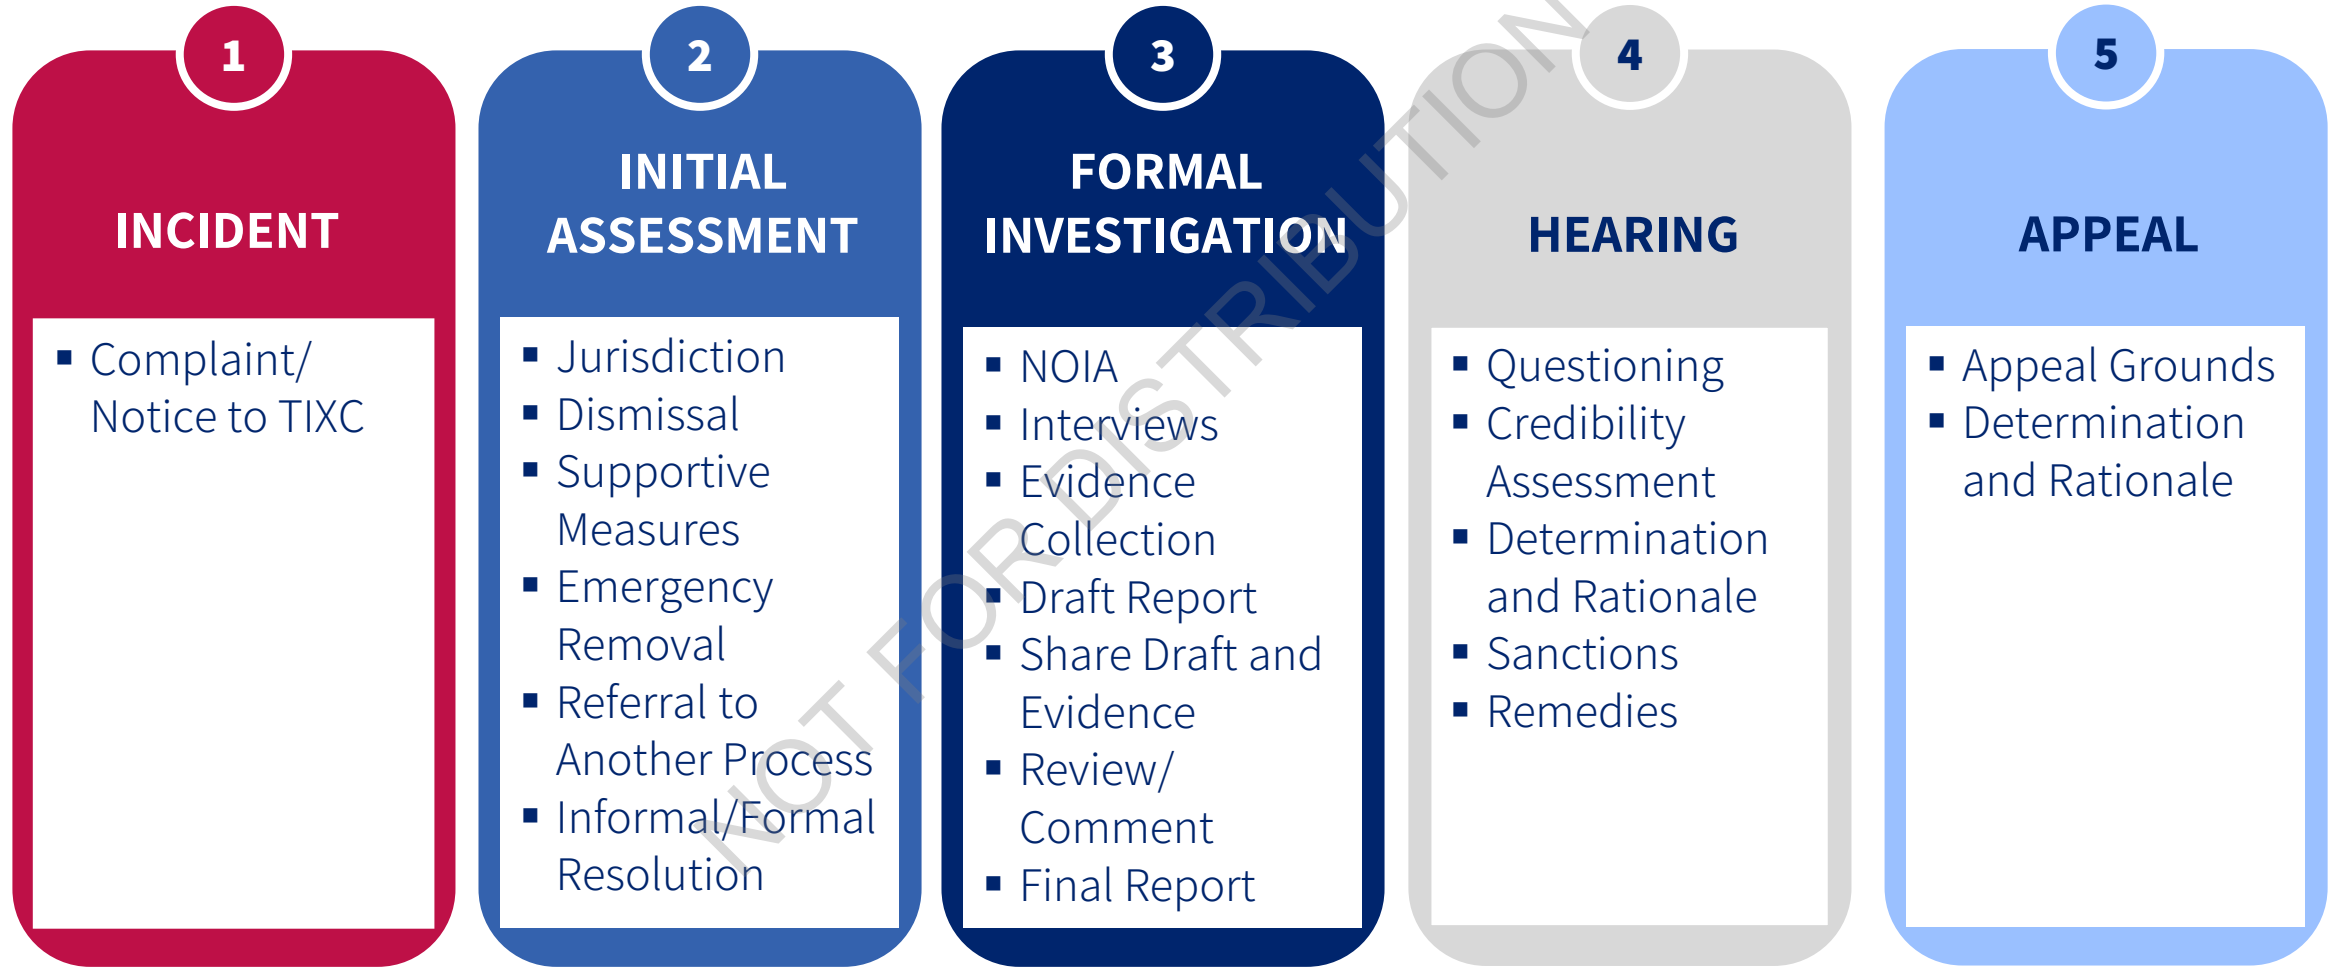 1
INCIDENT
▪ Complaint/
Notice to TIXC
2
INITIAL
ASSESSMENT
▪ Jurisdiction
▪ Dismissal
▪ Supportive
Measures
▪ Emergency
Removal
▪ Referral to
Another Process
▪ Informal/Formal
Resolution
3
FORMAL
INVESTIGATION
▪ NOIA
▪ Interviews
▪ Evidence
Collection
▪ Draft Report
▪ Share Draft and
Evidence
▪ Review/
Comment
▪ Final Report
4
HEARING
▪ Questioning
▪ Credibility
Assessment
▪ Determination
and Rationale
▪ Sanctions
▪ Remedies
5
APPEAL
▪ Appeal Grounds
▪ Determination
and Rationale
NOT FOR DISTRIBUTION